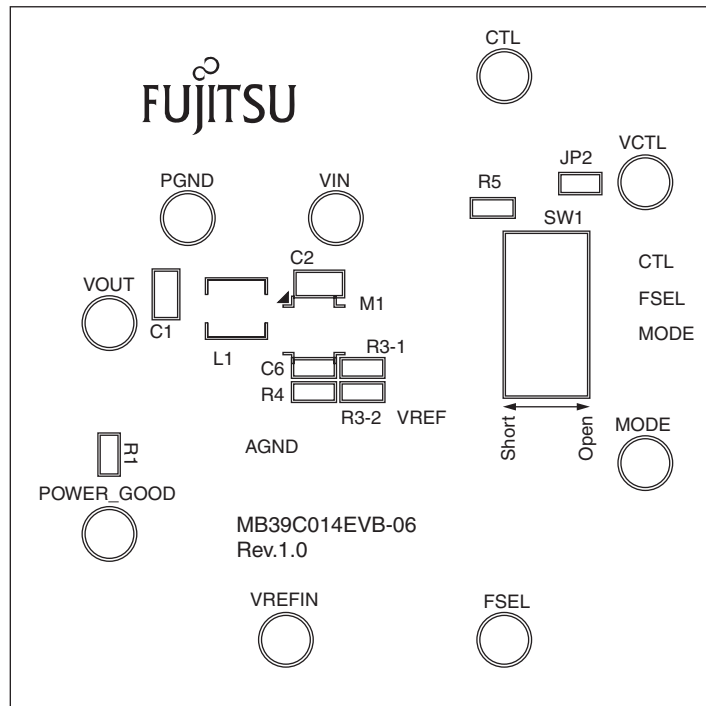 CTL
FUJITSU
JP2
VCTL
PGND
VIN
R5
SW1
C2
CTL
VOUT
M1
FSEL
C1
MODE
L1
R3-1
C6
R4
R3-2
VREF
Short
Open
MODE
AGND
R1
POWER_GOOD
MB39C014EVB-06
Rev.1.0
VREFIN
FSEL